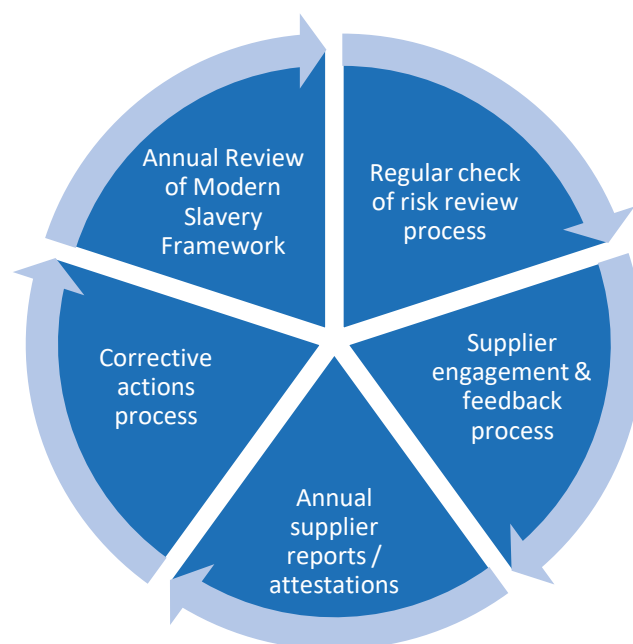 Annual Review
of Modern
Slavery
Framework
Regular check
of risk review
process
Supplier
engagement &
feedback
process
Annual
supplier
reports /
attestations
Corrective
actions
process